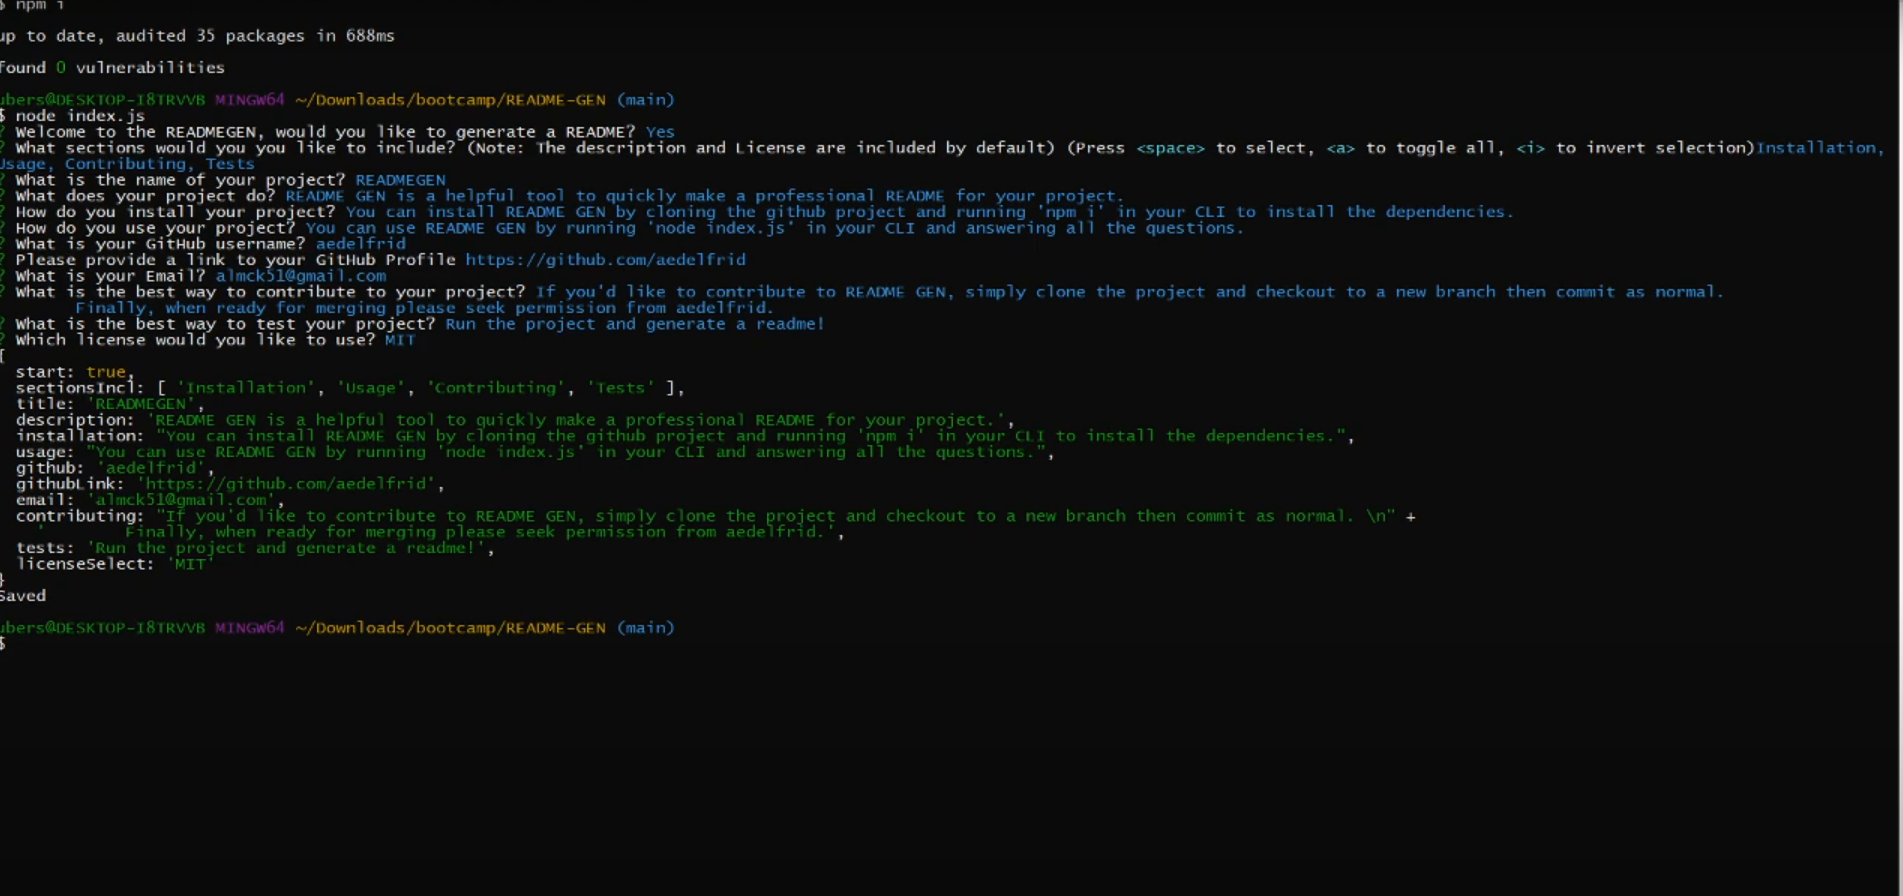 $ npm i
up to date, audited 35 packages in 688ms
found 0 vulnerabilities
ubers@DESKTOP-I8TRVVB MINGW64 ~/Downloads/bootcamp/README-GEN (main)
$ node index.js
? Welcome to the READMEGEN, would you like to generate a README? Yes
? What sections would you you like to include? (Note: The description and License are included by default) (Press <space> to select, <a> to toggle all, <i> to invert selection)Installation,
Usage, Contributing, Tests
? What is the name of your project? READMEGEN
? What does your project do? README GEN is a helpful tool to quickly make a professional README for your project.
? How do you install your project? You can install README GEN by cloning the github project and running 'npm i' in your CLI to install the dependencies.
? How do you use your project? You can use README GEN by running 'node index.js' in your CLI and answering all the questions.
? What is your GitHub username? aedelfrid
? Please provide a link to your GitHub Profile https://github.com/aedelfrid
? What is your Email? almck51@gmail.com
? What is the best way to contribute to your project? If you'd like to contribute to README GEN, simply clone the project and checkout to a new branch then commit as normal.
Finally, when ready for merging please seek permission from aedelfrid.
? What is the best way to test your project? Run the project and generate a readme!
? Which license would you like to use? MIT
{
start: true,
sectionsIncl: [ 'Installation', 'Usage', 'Contributing', 'Tests' ],
title: 'READMEGEN',
description: 'README GEN is a helpful tool to quickly make a professional README for your project.',
installation: "You can install README GEN by cloning the github project and running 'npm i' in your CLI to install the dependencies.",
usage: "You can use README GEN by running 'node index.js' in your CLI and answering all the questions.",
github: 'aedelfrid',
githubLink: 'https://github.com/aedelfrid',
email: 'almck51@gmail.com',
contributing: "If you'd like to contribute to README GEN, simply clone the project and checkout to a new branch then commit as normal. \n" +
' Finally, when ready for merging please seek permission from aedelfrid.',
tests: 'Run the project and generate a readme!',
licenseSelect: 'MIT'
}
Saved
ubers@DESKTOP-I8TRVVB MINGW64 ~/Downloads/bootcamp/README-GEN (main)
$